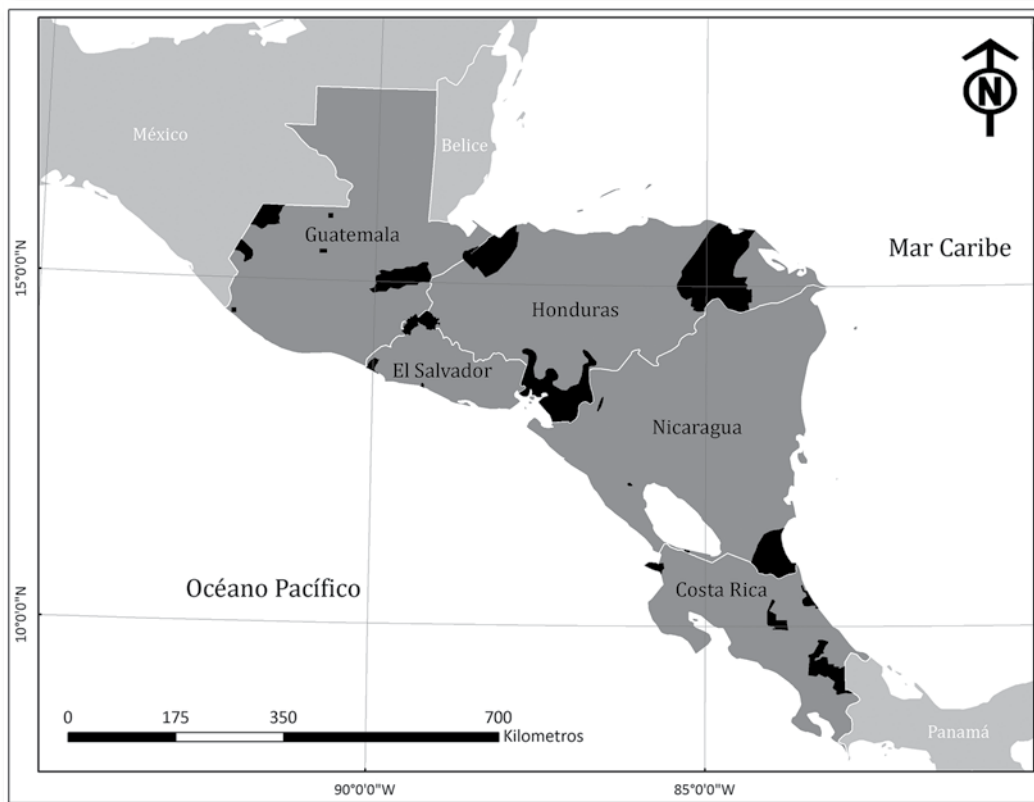 N
México
Belice
Guatemala
Mar Caribe
15°0'0"N
Honduras
El Salvador
Nicaragua
Océano Pacífico
Costa Rica
10°0'0"N
0 175 350 700
Kilometros
Panamá
90°0'0"W 85°0'0"W